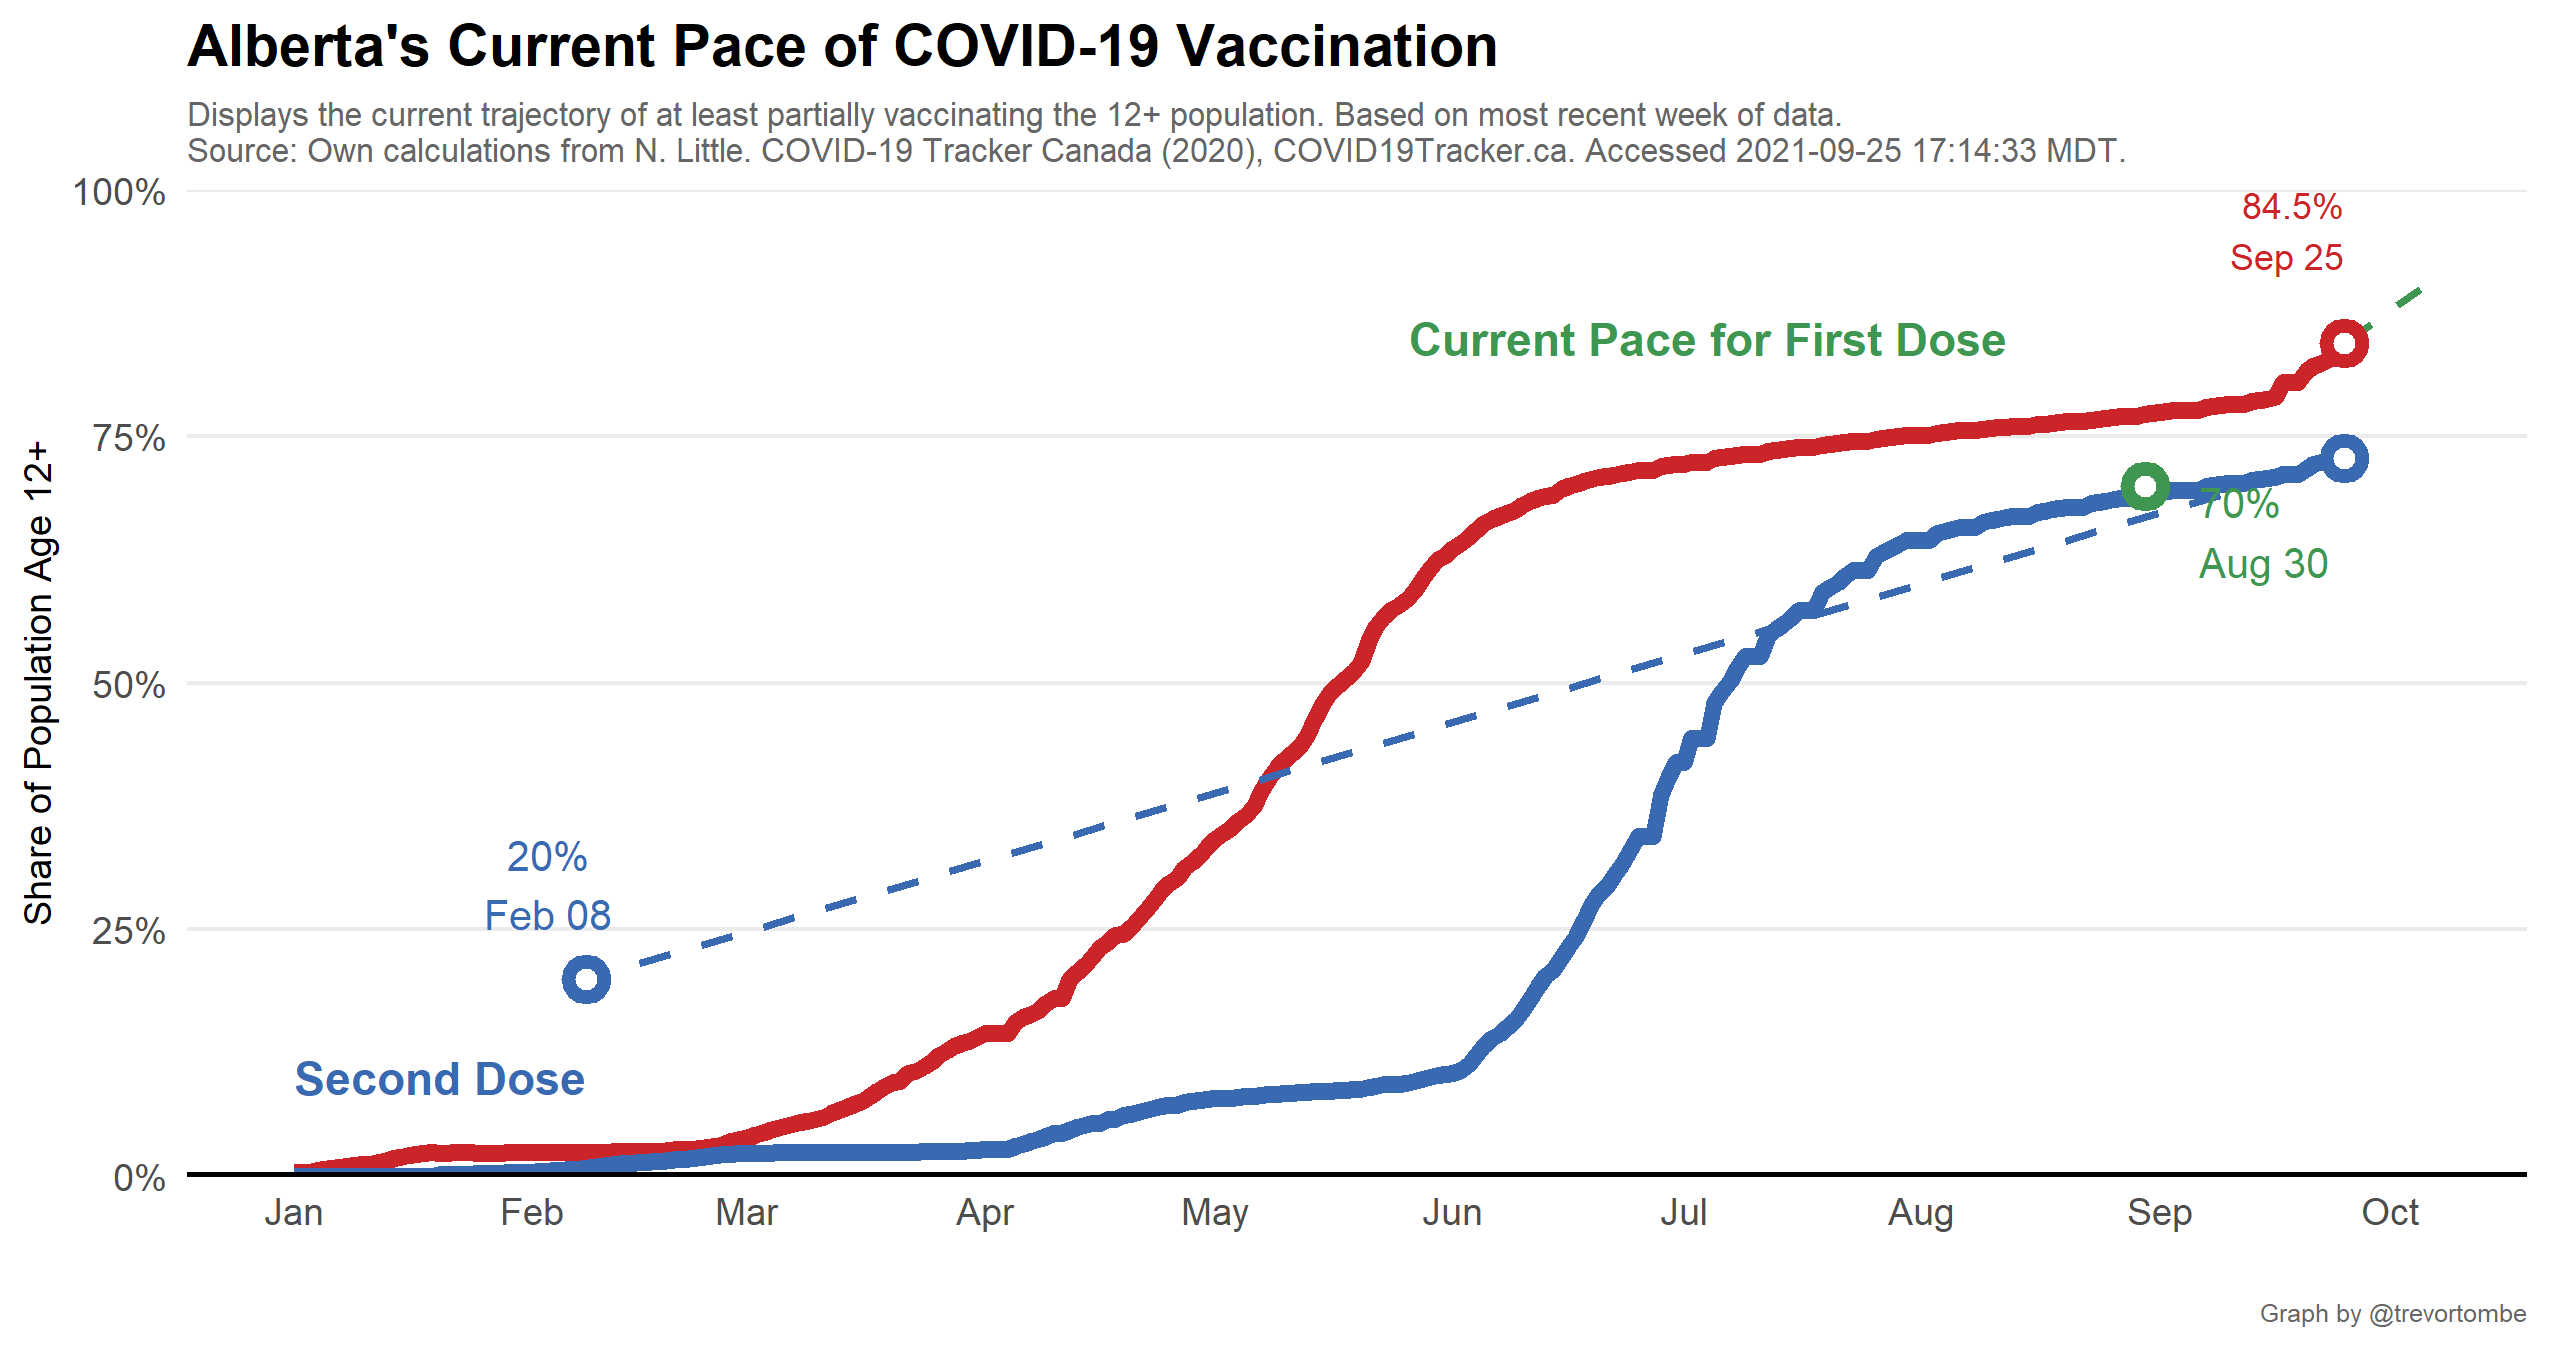 Alberta's Current Pace of COVID-19 Vaccination
Displays the current trajectory of at least partially vaccinating the 12+ population. Based on most recent week of data.
Source: Own calculations from N. Little. COVID-19 Tracker Canada (2020), COVID19Tracker.ca. Accessed 2021-09-25 17:14:33 MDT.
100%
84.5%
Sep 25
Current Pace for First Dose
75%
70%
Aug 30
Share of Population Age 12+
50%
20%
Feb 08
25%
Second Dose
0%
Jan Feb Mar Apr May Jun Jul Aug Sep Oct
Graph by @trevortombe